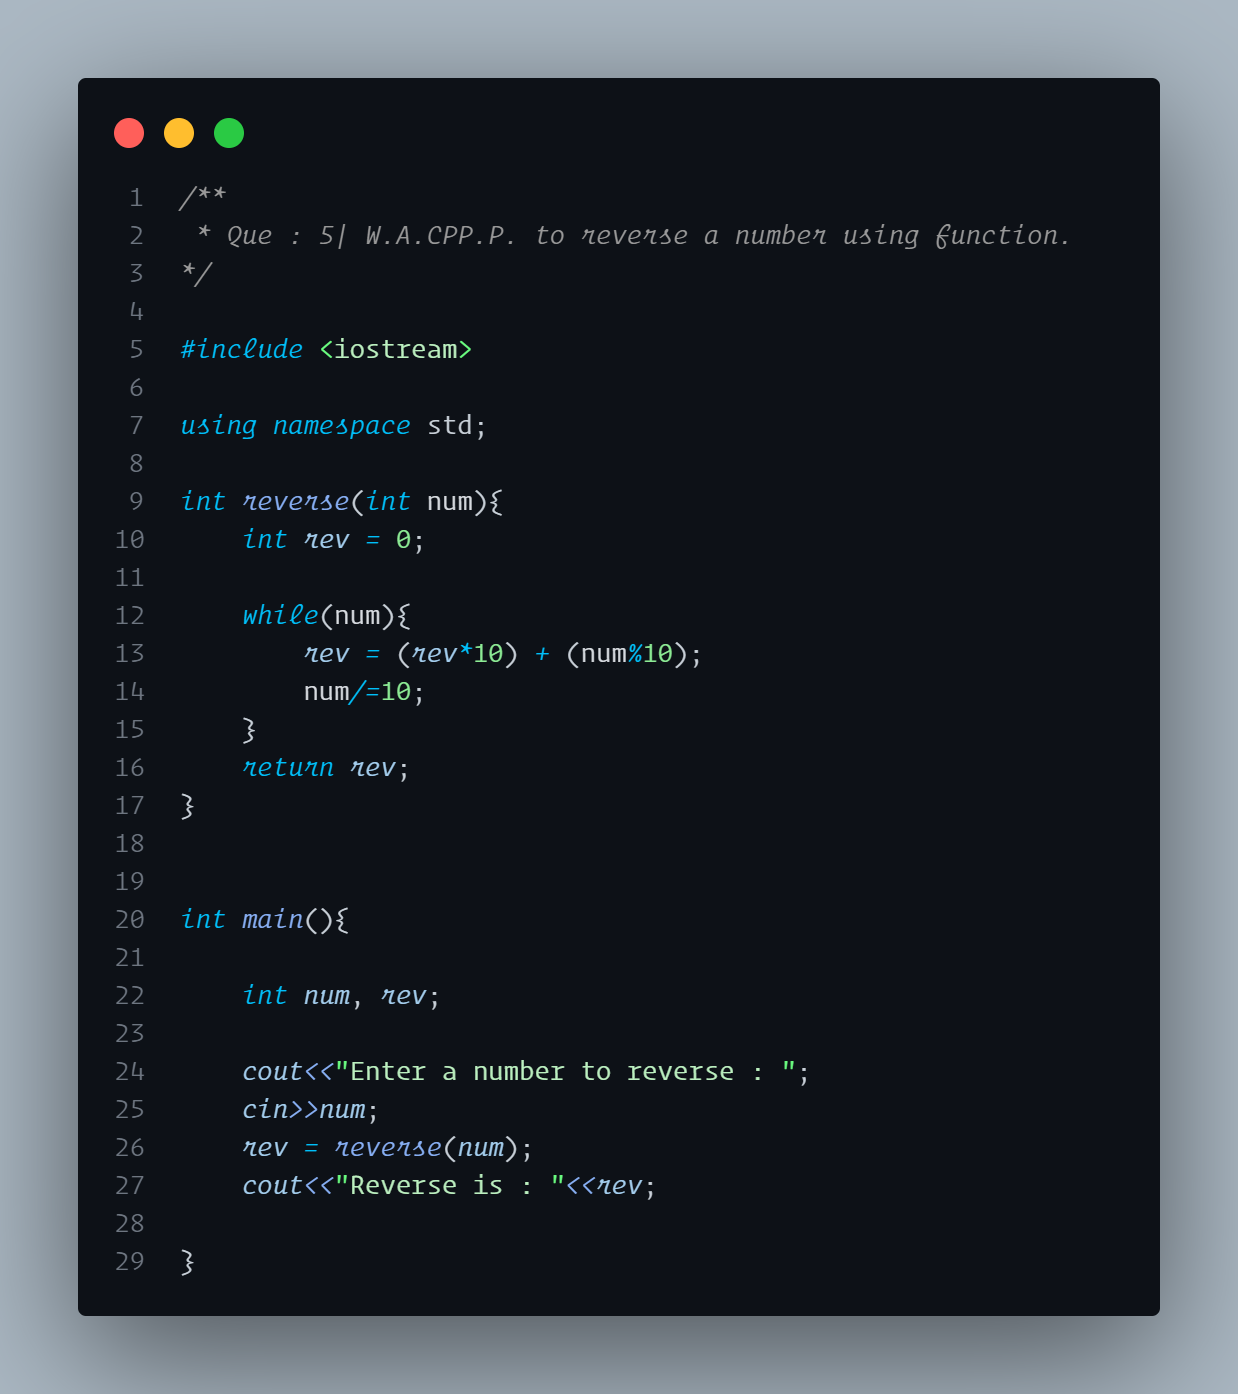 1 /**
2  * Que : 5| W.A.CPP.P. to reverse a number using function.
3 */
4
5 #include <iostream>
6
7 using namespace std;
8
9 int reverse(int num){
10     int rev = 0;
11
12     while(num){
13         rev = (rev*10) + (num%10);
14         num/=10;
15     }
16     return rev;
17 }
18
19
20 int main(){
21
22     int num, rev;
23
24     cout<<"Enter a number to reverse : ";
25     cin>>num;
26     rev = reverse(num);
27     cout<<"Reverse is : "<<rev;
28
29 }